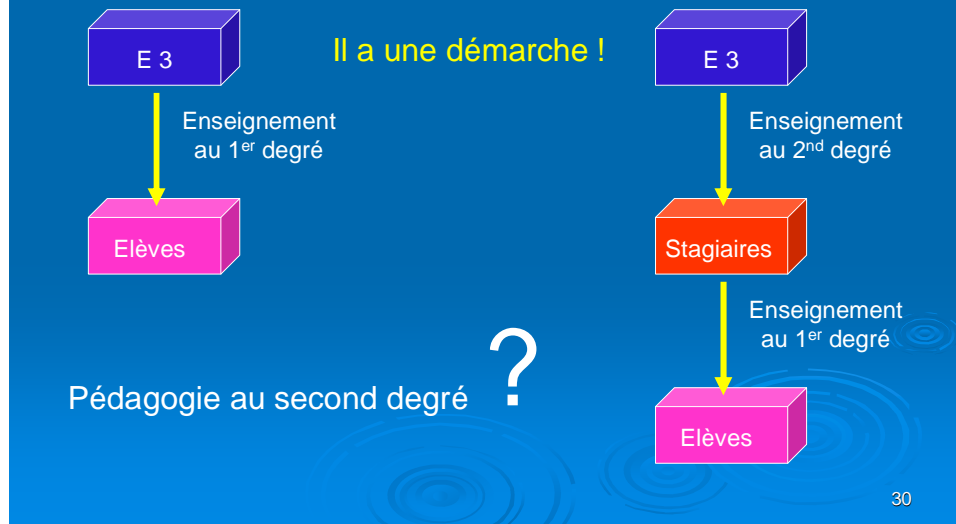 Il a une démarche !
E 3
Enseignement
au 1er degré
Elèves
E 3
Enseignement
au 2nd degré
Stagiaires
Enseignement
au 1er degré
Elèves
Pédagogie au second degré ?
30